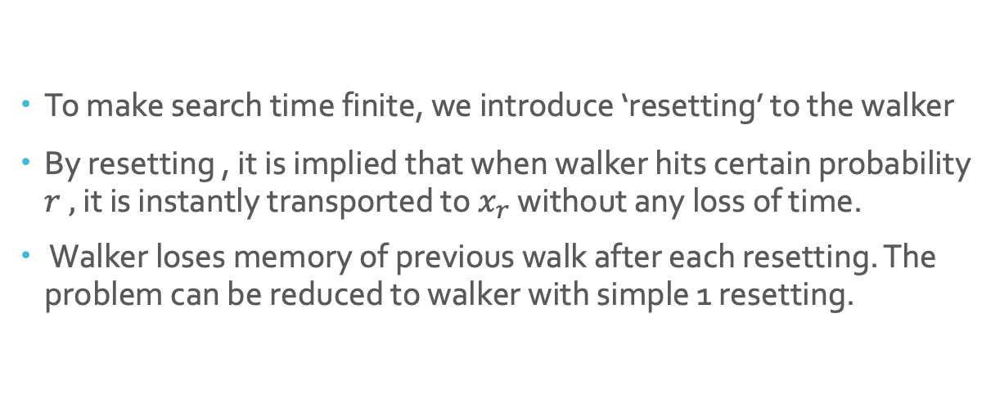 • To make search time finite, we introduce ‘resetting’ to the walker
• By resetting , it is implied that when walker hits certain probability
r , it is instantly transported to xᵣ without any loss of time.
• Walker loses memory of previous walk after each resetting. The
problem can be reduced to walker with simple 1 resetting.